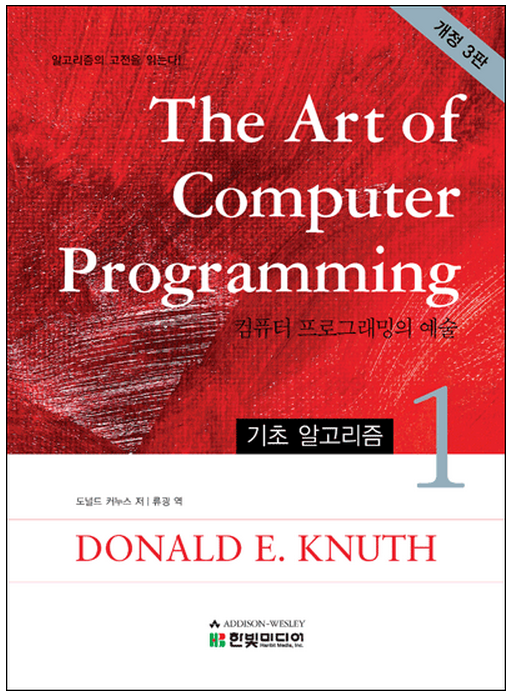 개정 3판
알고리즘의 고전을 읽는다!
The Art of
Computer
Programming
컴퓨터 프로그래밍의 예술
기초 알고리즘
1
도널드 커누스 저 | 류광 역
DONALD E. KNUTH
ADDISON-WESLEY
한빛미디어
Hanbit Media, Inc.